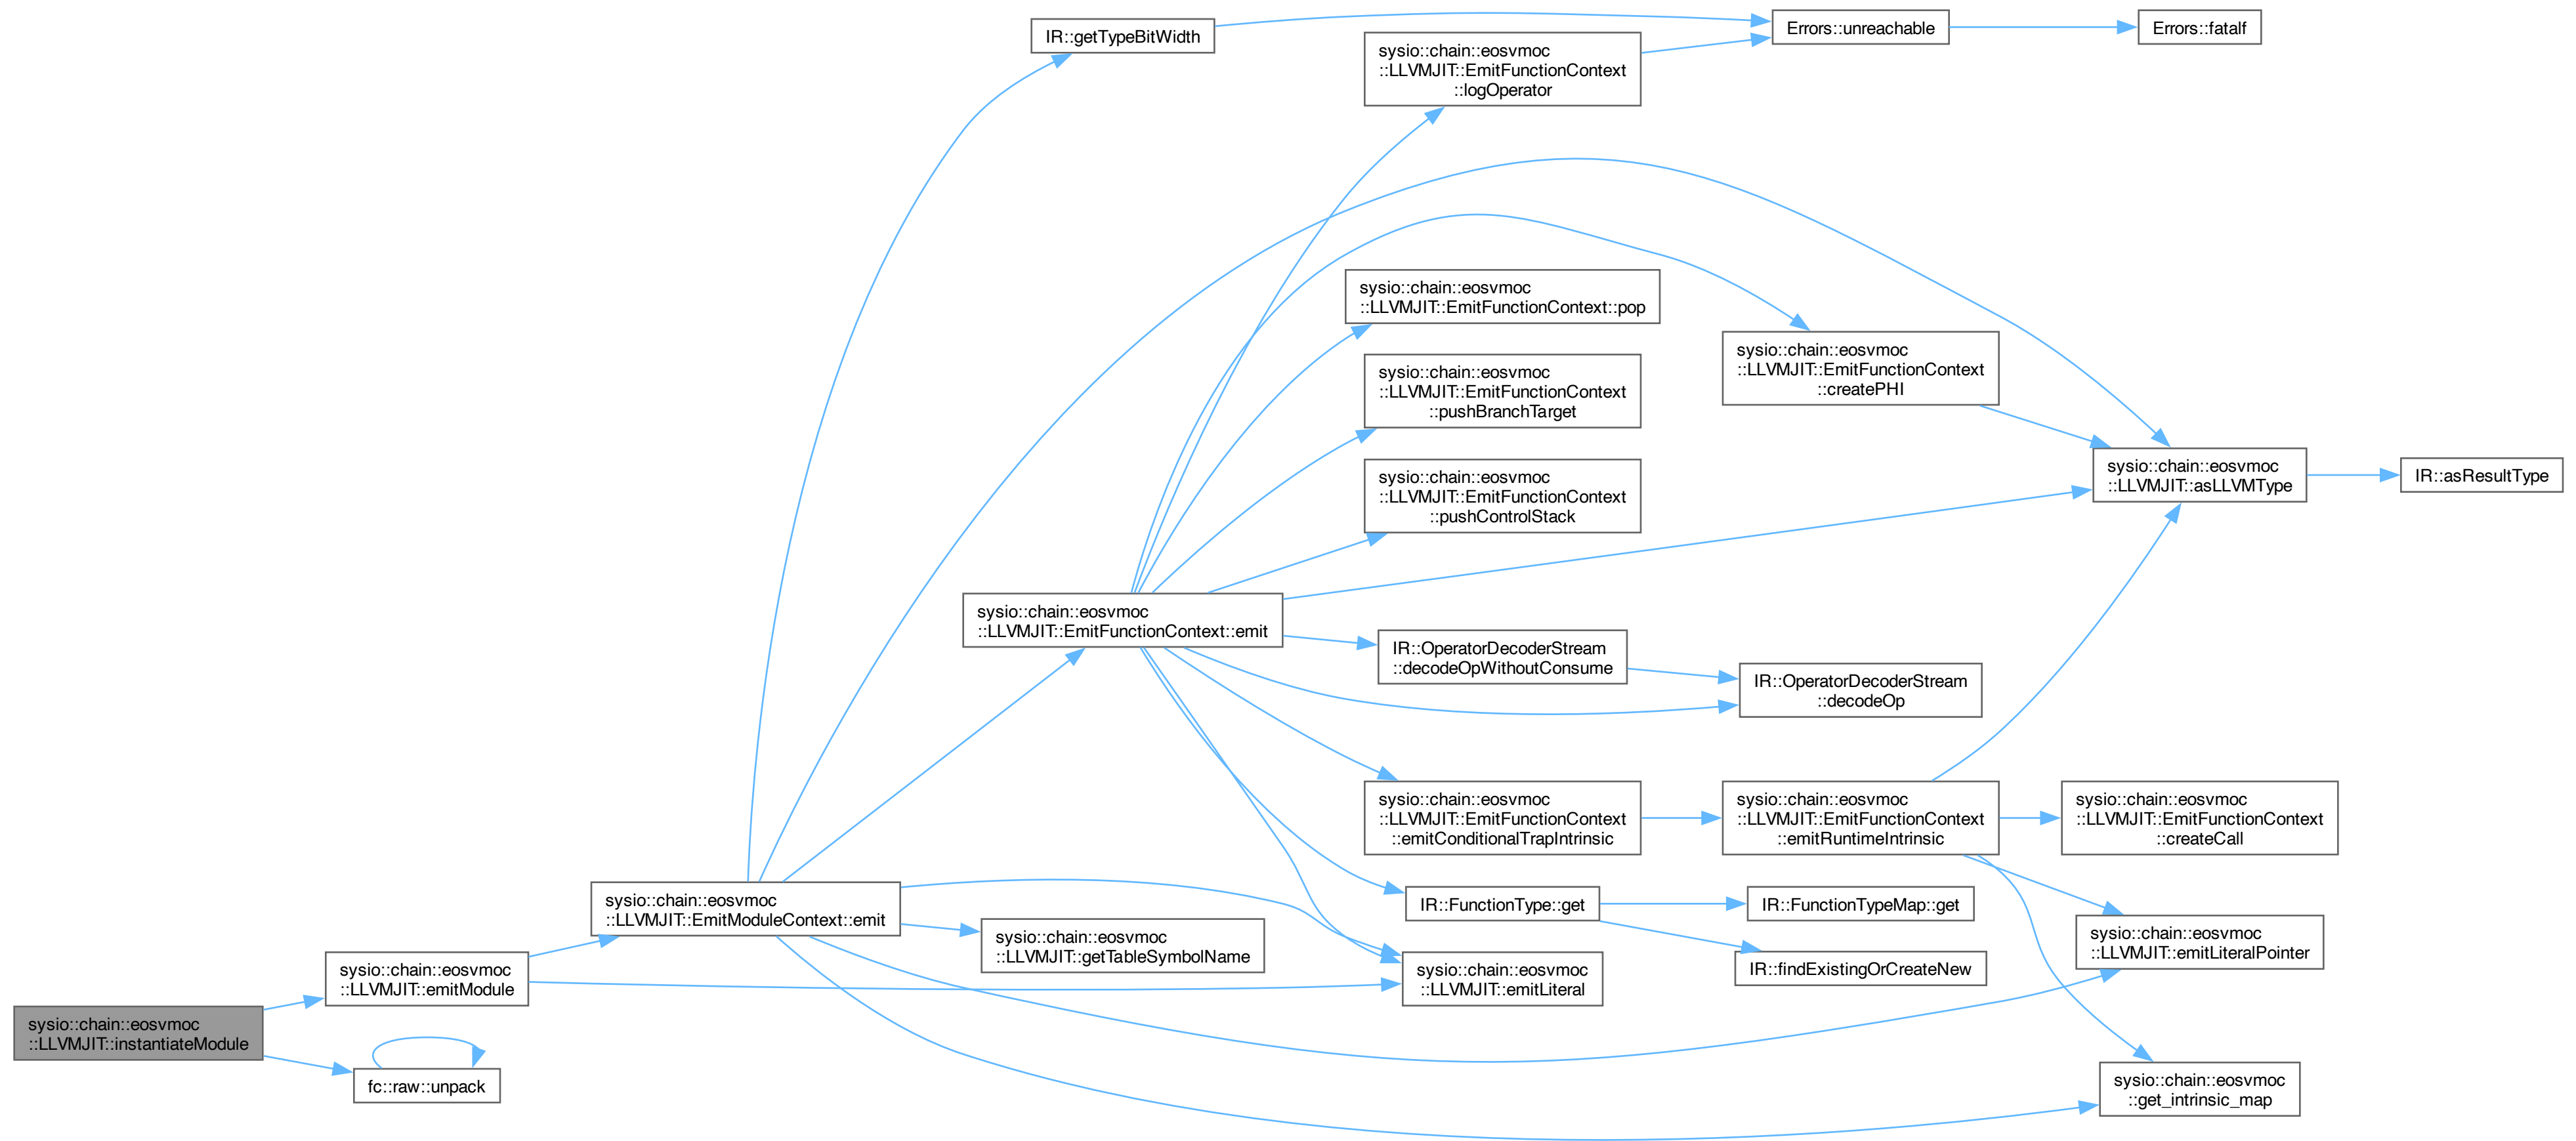 sysio::chain::eosvmoc
::LLVMJIT::instantiateModule
sysio::chain::eosvmoc
::LLVMJIT::emitModule
fc::raw::unpack
sysio::chain::eosvmoc
::LLVMJIT::EmitModuleContext::emit
IR::getTypeBitWidth
sysio::chain::eosvmoc
::LLVMJIT::EmitFunctionContext::emit
sysio::chain::eosvmoc
::LLVMJIT::getTableSymbolName
sysio::chain::eosvmoc
::LLVMJIT::EmitFunctionContext
::logOperator
sysio::chain::eosvmoc
::LLVMJIT::EmitFunctionContext::pop
sysio::chain::eosvmoc
::LLVMJIT::EmitFunctionContext
::pushBranchTarget
sysio::chain::eosvmoc
::LLVMJIT::EmitFunctionContext
::pushControlStack
IR::OperatorDecoderStream
::decodeOpWithoutConsume
sysio::chain::eosvmoc
::LLVMJIT::EmitFunctionContext
::emitConditionalTrapIntrinsic
IR::FunctionType::get
sysio::chain::eosvmoc
::LLVMJIT::emitLiteral
Errors::unreachable
sysio::chain::eosvmoc
::LLVMJIT::EmitFunctionContext
::createPHI
IR::OperatorDecoderStream
::decodeOp
sysio::chain::eosvmoc
::LLVMJIT::EmitFunctionContext
::emitRuntimeIntrinsic
IR::FunctionTypeMap::get
IR::findExistingOrCreateNew
Errors::fatalf
sysio::chain::eosvmoc
::LLVMJIT::asLLVMType
sysio::chain::eosvmoc
::LLVMJIT::EmitFunctionContext
::createCall
sysio::chain::eosvmoc
::LLVMJIT::emitLiteralPointer
sysio::chain::eosvmoc
::get_intrinsic_map
IR::asResultType